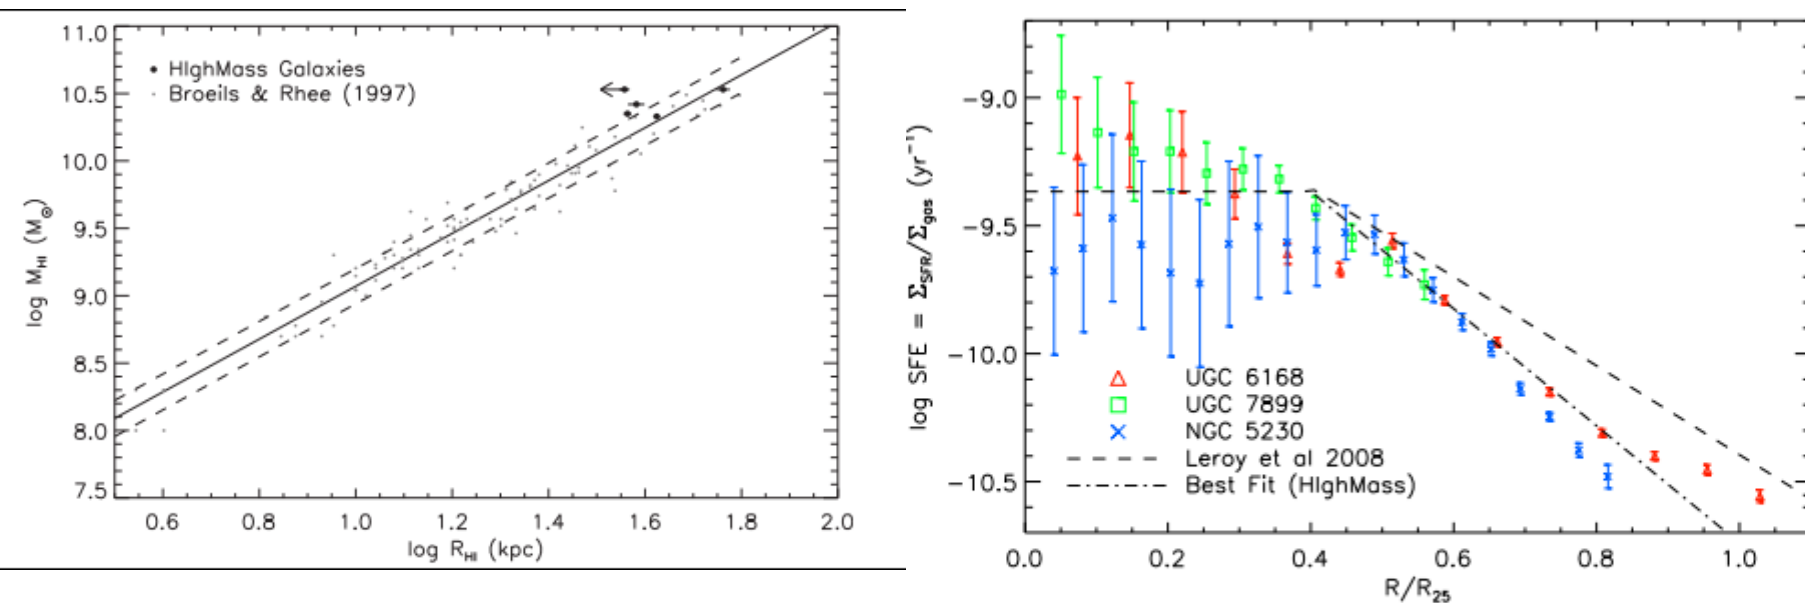 11.0
10.5
10.0
9.5
9.0
8.5
8.0
7.5
log M_HI (M_⊙)
• HIghMass Galaxies
· Broeils & Rhee (1997)
0.6 0.8 1.0 1.2 1.4 1.6 1.8 2.0
log R_HI (kpc)
−9.0
−9.5
−10.0
−10.5
log SFE = Σ_SFR/Σ_gas (yr⁻¹)
UGC 6168
UGC 7899
NGC 5230
Leroy et al 2008
Best Fit (HIghMass)
0.0 0.2 0.4 0.6 0.8 1.0
R/R_25